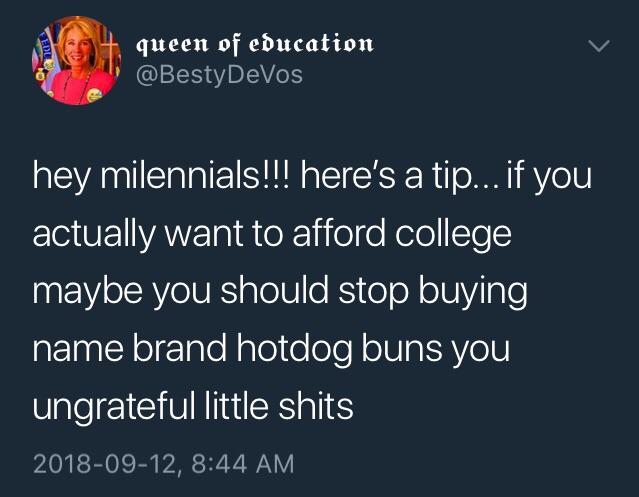 queen of education
@BestyDeVos
hey milennials!!! here's a tip... if you
actually want to afford college
maybe you should stop buying
name brand hotdog buns you
ungrateful little shits
2018-09-12, 8:44 AM